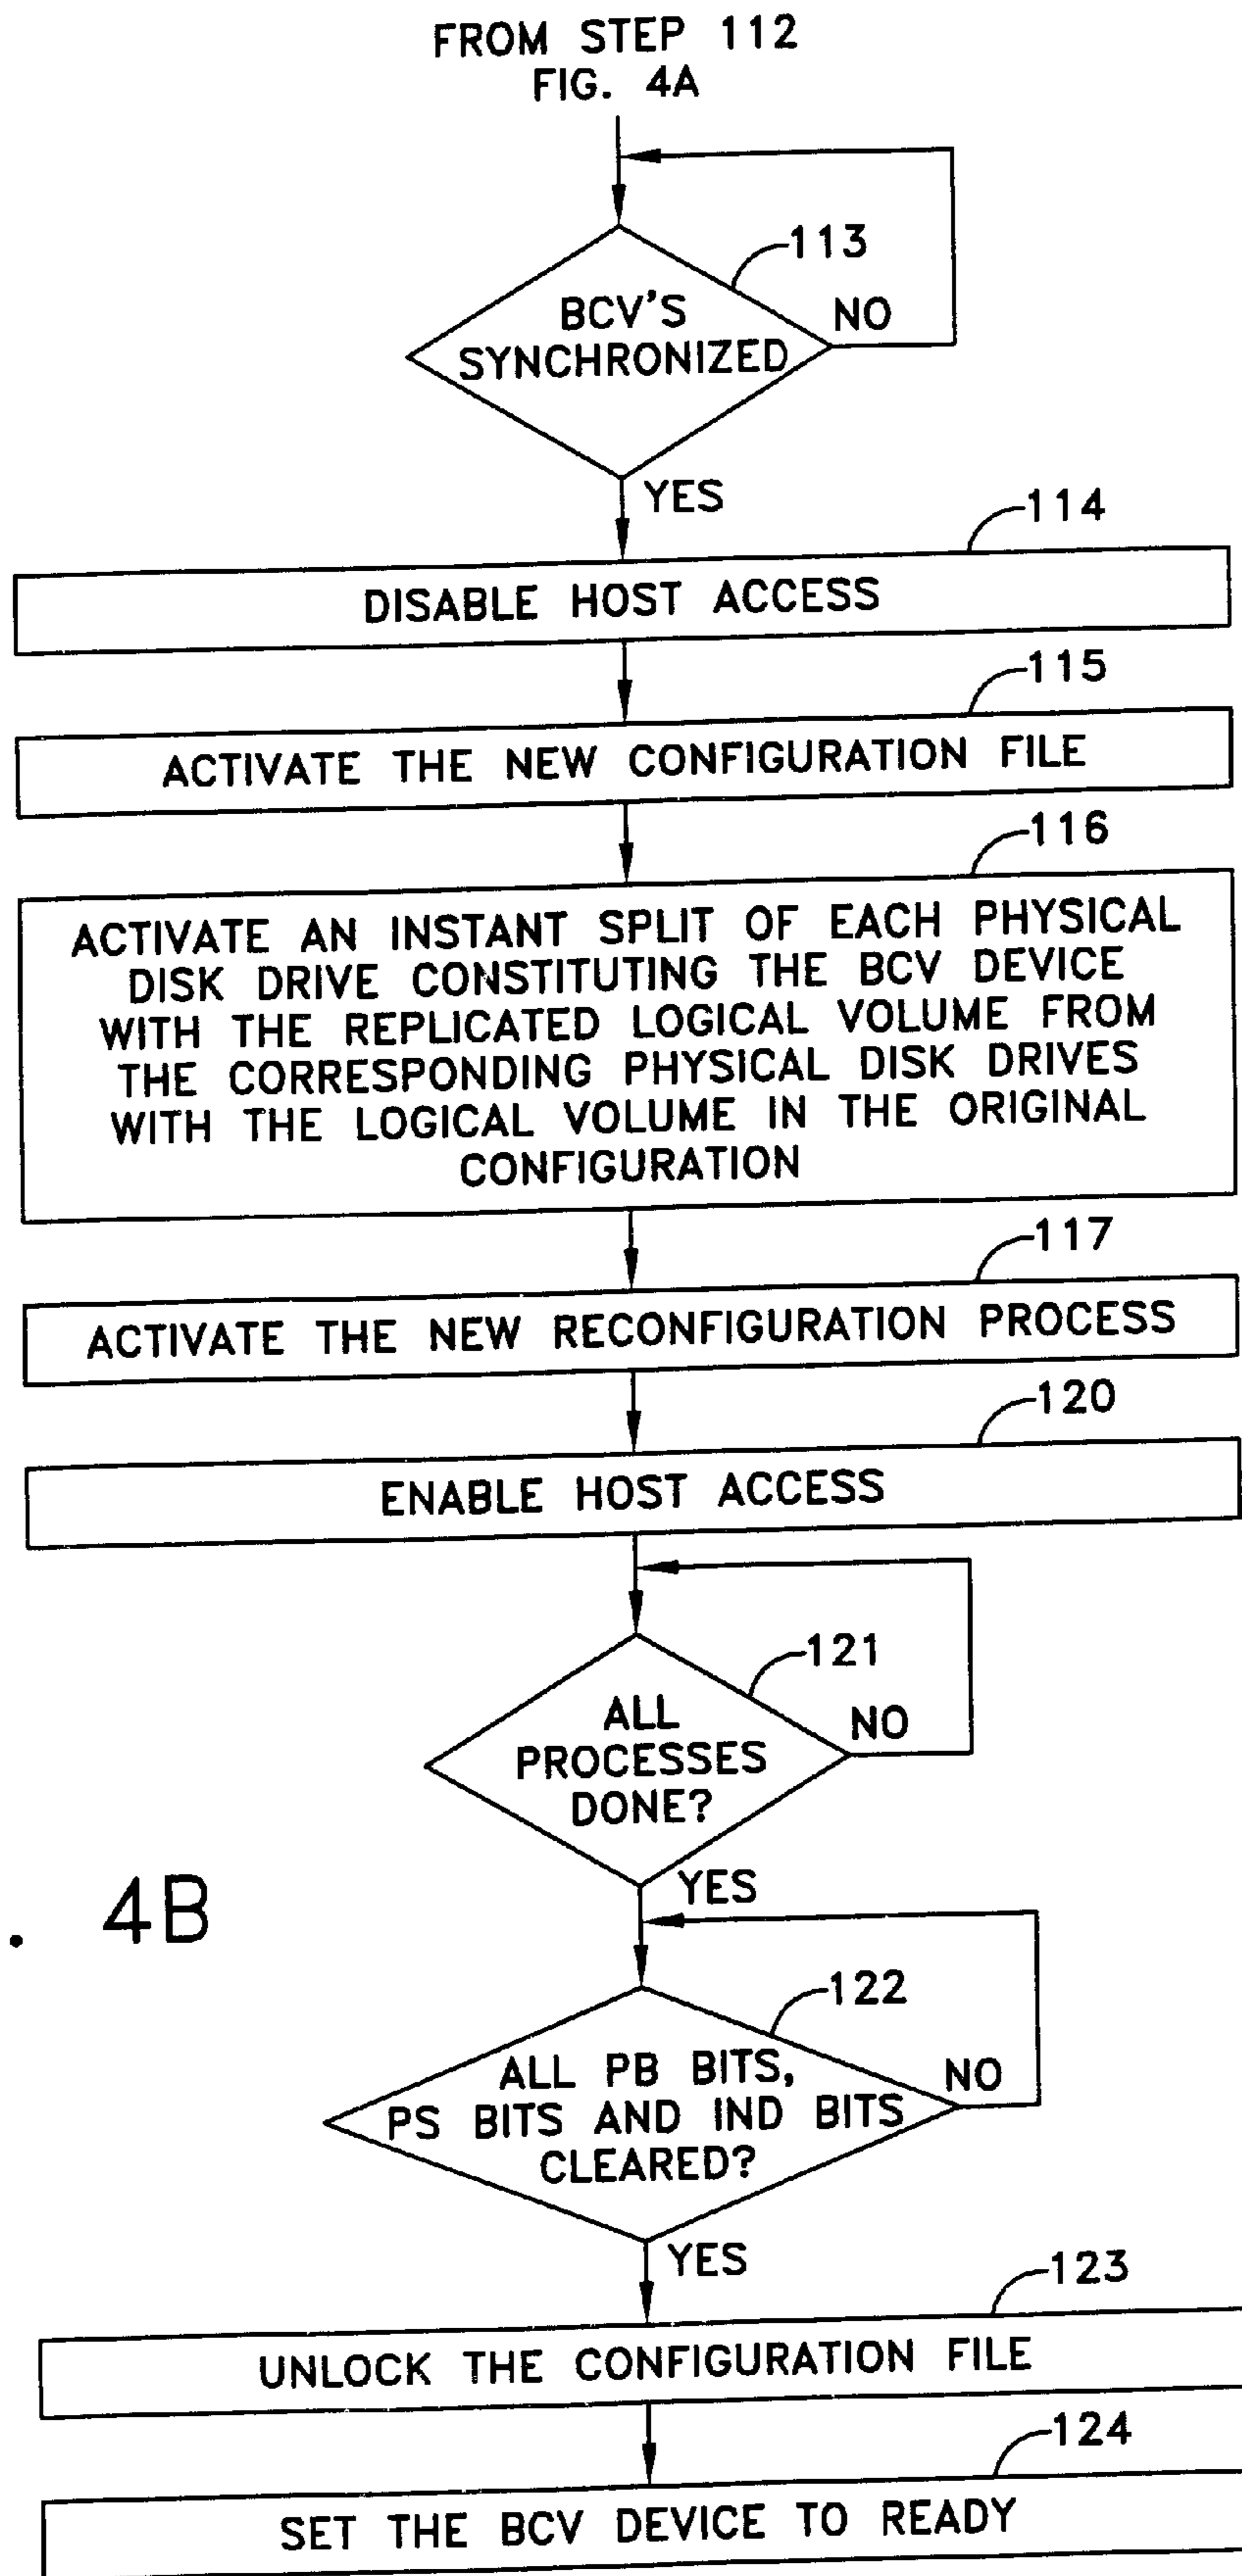 FROM STEP 112
FIG. 4A
113
BCV'S
NO
SYNCHRONIZED
YES
114
DISABLE HOST ACCESS
115
ACTIVATE THE NEW CONFIGURATION FILE
116
ACTIVATE AN INSTANT SPLIT OF EACH PHYSICAL
DISK DRIVE CONSTITUTING THE BCV DEVICE
WITH THE REPLICATED LOGICAL VOLUME FROM
THE CORRESPONDING PHYSICAL DISK DRIVES
WITH THE LOGICAL VOLUME IN THE ORIGINAL
CONFIGURATION
117
ACTIVATE THE NEW RECONFIGURATION PROCESS
120
ENABLE HOST ACCESS
121
ALL
NO
PROCESSES
DONE?
YES
. 4B
122
ALL PB BITS,
NO
PS BITS AND IND BITS
CLEARED?
YES
123
UNLOCK THE CONFIGURATION FILE
124
SET THE BCV DEVICE TO READY